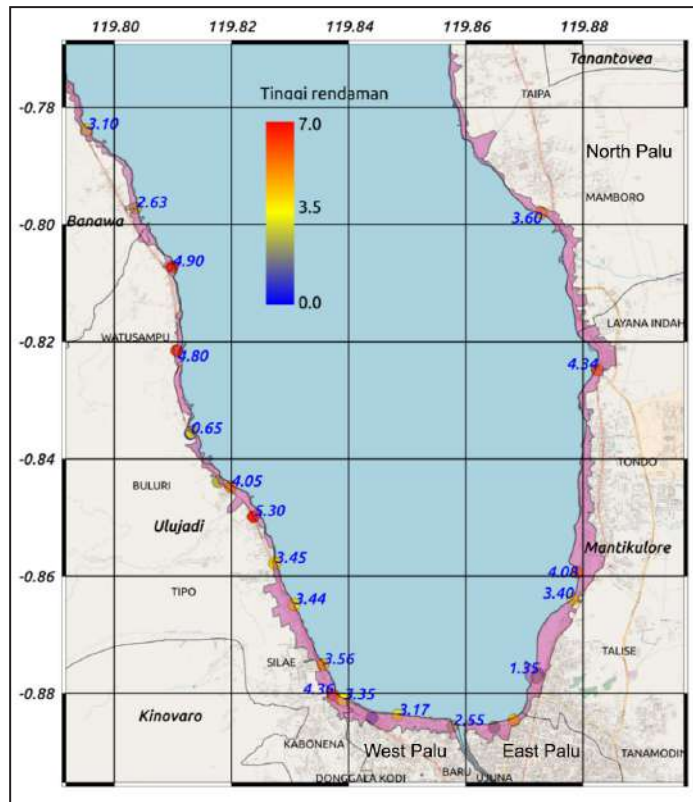 119.80 119.82 119.84 119.86 119.88
Tanantovea
TAIPA
Tinggi rendaman
-0.78
7.0
3.10
North Palu
MAMBORO
3.5
2.63
-0.80
3.60
Banawa
4.90
0.0
LAYANA INDAH
-0.82
WATUSAMPU
4.80
4.34
0.65
-0.84
TONDO
BULURI
4.05
5.30
Ulujadi
Mantikulore
3.45
4.08
-0.86
TIPO
3.44
3.40
SILAE
3.56
TALISE
1.35
-0.88
4.36
3.35
3.17
2.55
Kinovaro
KABONENA
West Palu
East Palu
TANAMODIN
DONGGALA KODI
BARU
UJUNA